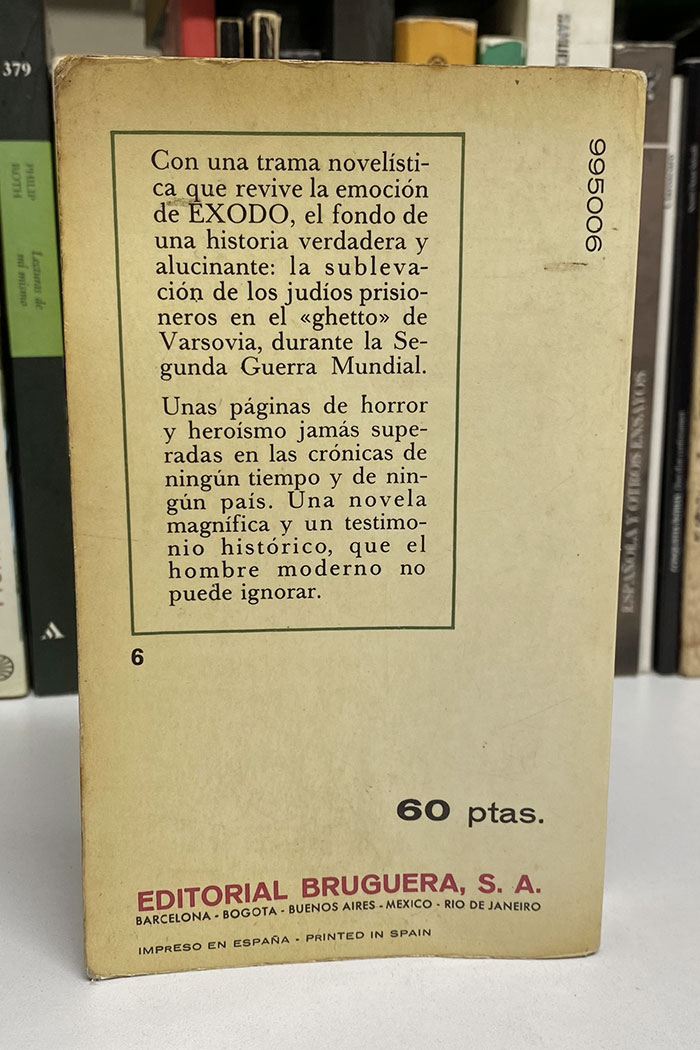 379
PHILIP
ROTH
Lecturas de
mí mismo
Con una trama novelísti-
ca que revive la emoción
de EXODO, el fondo de
una historia verdadera y
alucinante: la subleva-
ción de los judíos prisio-
neros en el «ghetto» de
Varsovia, durante la Se-
gunda Guerra Mundial.
Unas páginas de horror
y heroísmo jamás supe-
radas en las crónicas de
ningún tiempo y de nin-
gún país. Una novela
magnífica y un testimo-
nio histórico, que el
hombre moderno no
puede ignorar.
6
995006
60 ptas.
EDITORIAL BRUGUERA, S. A.
BARCELONA - BOGOTA - BUENOS AIRES - MEXICO - RIO DE JANEIRO
IMPRESO EN ESPAÑA - PRINTED IN SPAIN
ESPAÑOLA Y OTROS ENSAYOS